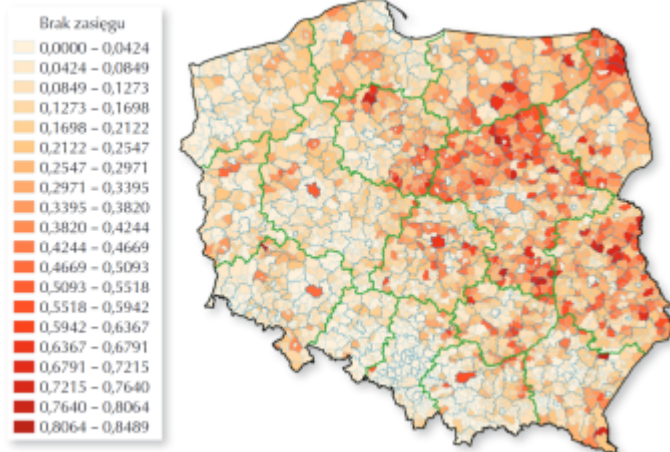 Brak zasięgu
0,0000 – 0,0424
0,0424 – 0,0849
0,0849 – 0,1273
0,1273 – 0,1698
0,1698 – 0,2122
0,2122 – 0,2547
0,2547 – 0,2971
0,2971 – 0,3395
0,3395 – 0,3820
0,3820 – 0,4244
0,4244 – 0,4669
0,4669 – 0,5093
0,5093 – 0,5518
0,5518 – 0,5942
0,5942 – 0,6367
0,6367 – 0,6791
0,6791 – 0,7215
0,7215 – 0,7640
0,7640 – 0,8064
0,8064 – 0,8489